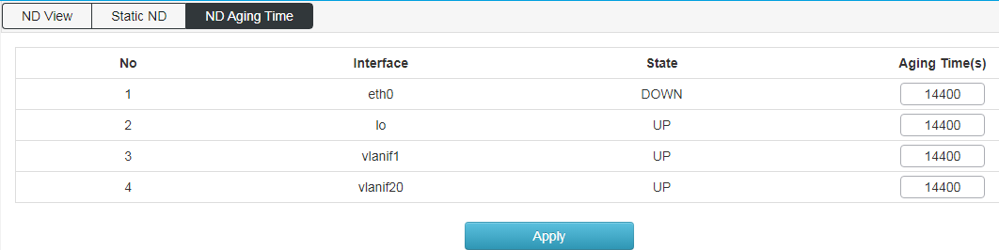 ND View Static ND ND Aging Time
No Interface State Aging Time(s)
1 eth0 DOWN 14400
2 lo UP 14400
3 vlanif1 UP 14400
4 vlanif20 UP 14400
Apply